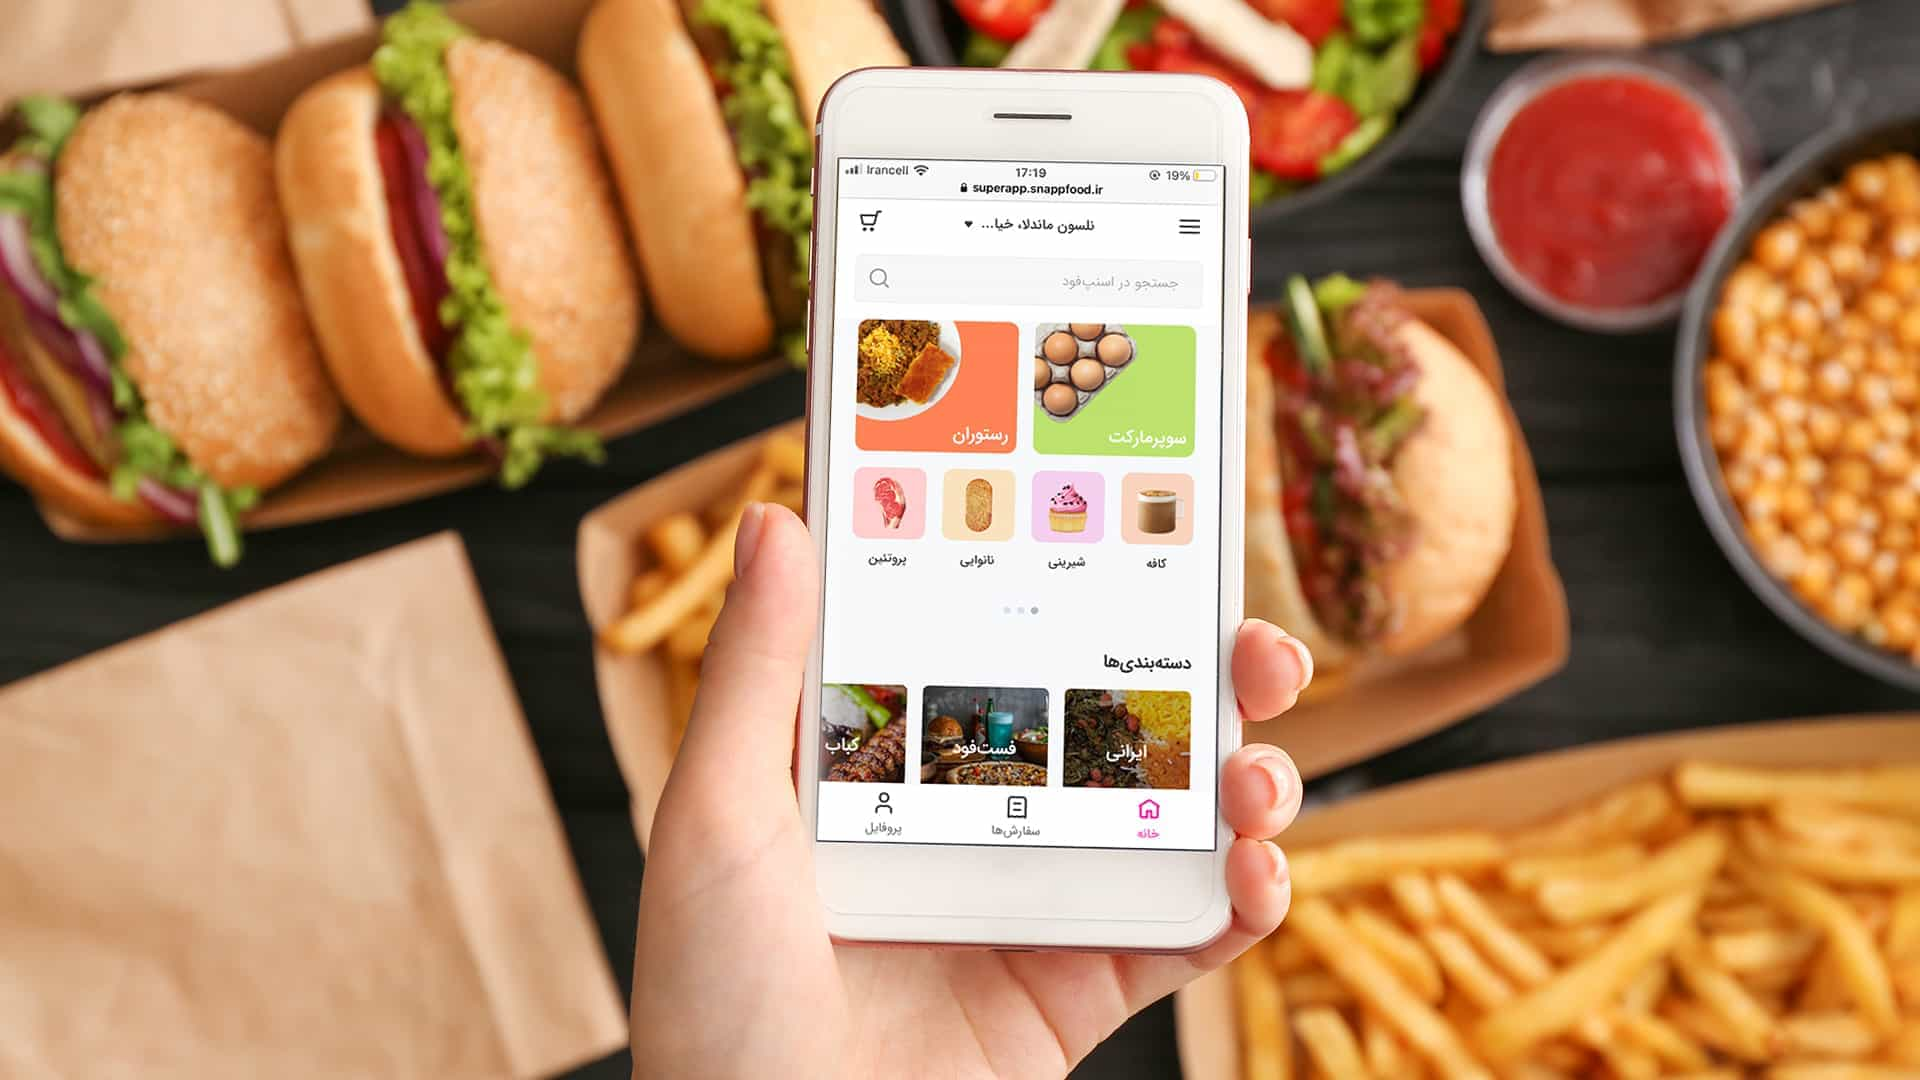 Irancell 17:19 19%
superapp.snappfood.ir
نلسون ماندلا، خیا...
جستجو در اسنپ‌فود
سوپرمارکت
رستوران
کافه
شیرینی
نانوایی
پروتئین
دسته‌بندی‌ها
ایرانی
فست‌فود
کباب
خانه
سفارش‌ها
پروفایل